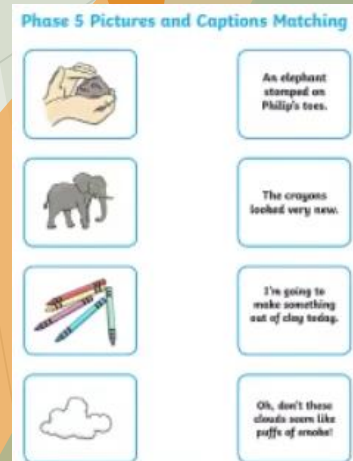 Phase 5 Pictures and Captions Matching
An elephant
stomped on
Philip's toes.
The crayons
looked very new.
I'm going to
make something
out of clay today.
Oh, don't these
clouds seem like
puffs of smoke!